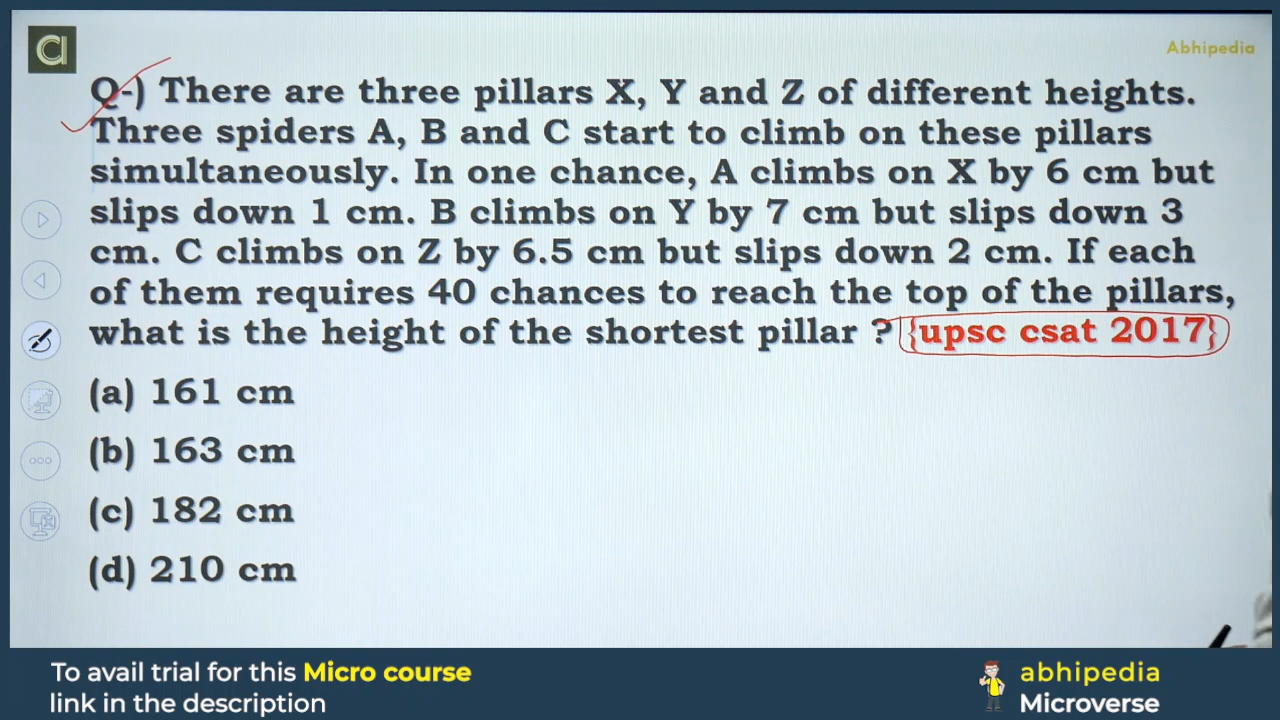 CI
Abhipedia
Q-) There are three pillars X, Y and Z of different heights.
Three spiders A, B and C start to climb on these pillars
simultaneously. In one chance, A climbs on X by 6 cm but
slips down 1 cm. B climbs on Y by 7 cm but slips down 3
cm. C climbs on Z by 6.5 cm but slips down 2 cm. If each
of them requires 40 chances to reach the top of the pillars,
what is the height of the shortest pillar ? {upsc csat 2017}
(a) 161 cm
(b) 163 cm
(c) 182 cm
(d) 210 cm
To avail trial for this Micro course
link in the description
abhipedia
Microverse